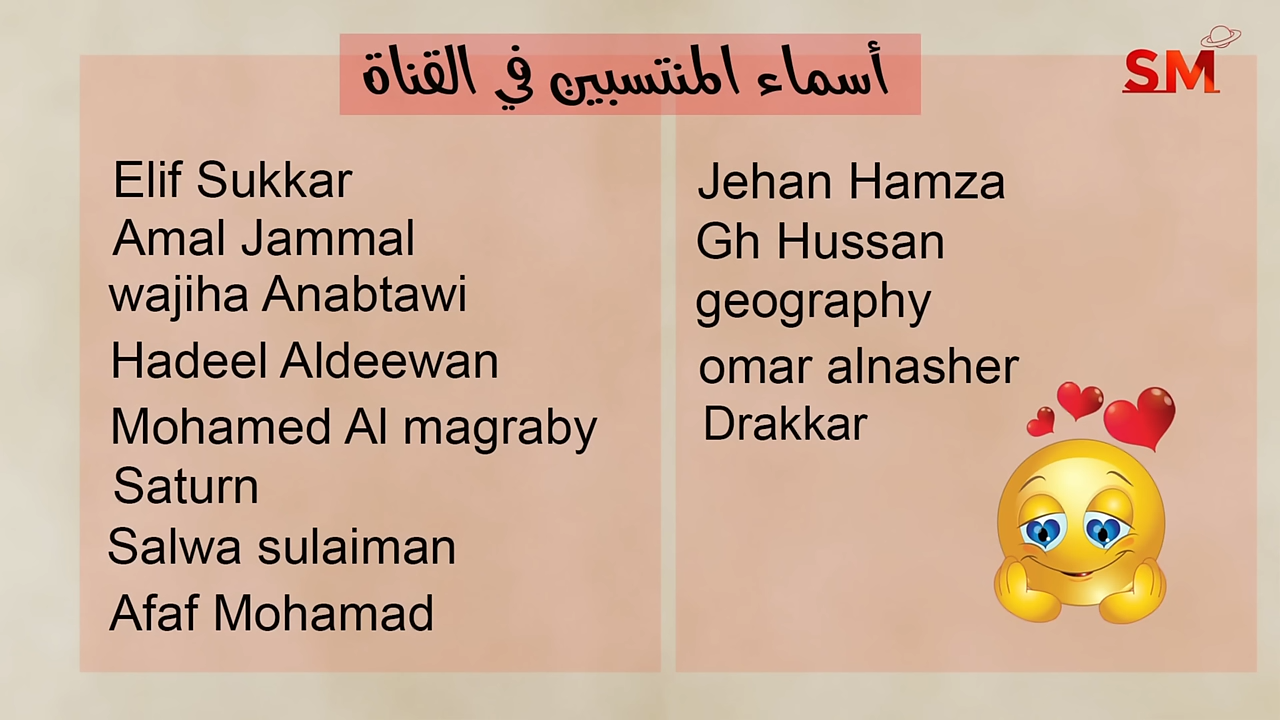 أسماء المنتسبين في القناة
SM
Elif Sukkar
Amal Jammal
wajiha Anabtawi
Hadeel Aldeewan
Mohamed Al magraby
Saturn
Salwa sulaiman
Afaf Mohamad
Jehan Hamza
Gh Hussan
geography
omar alnasher
Drakkar